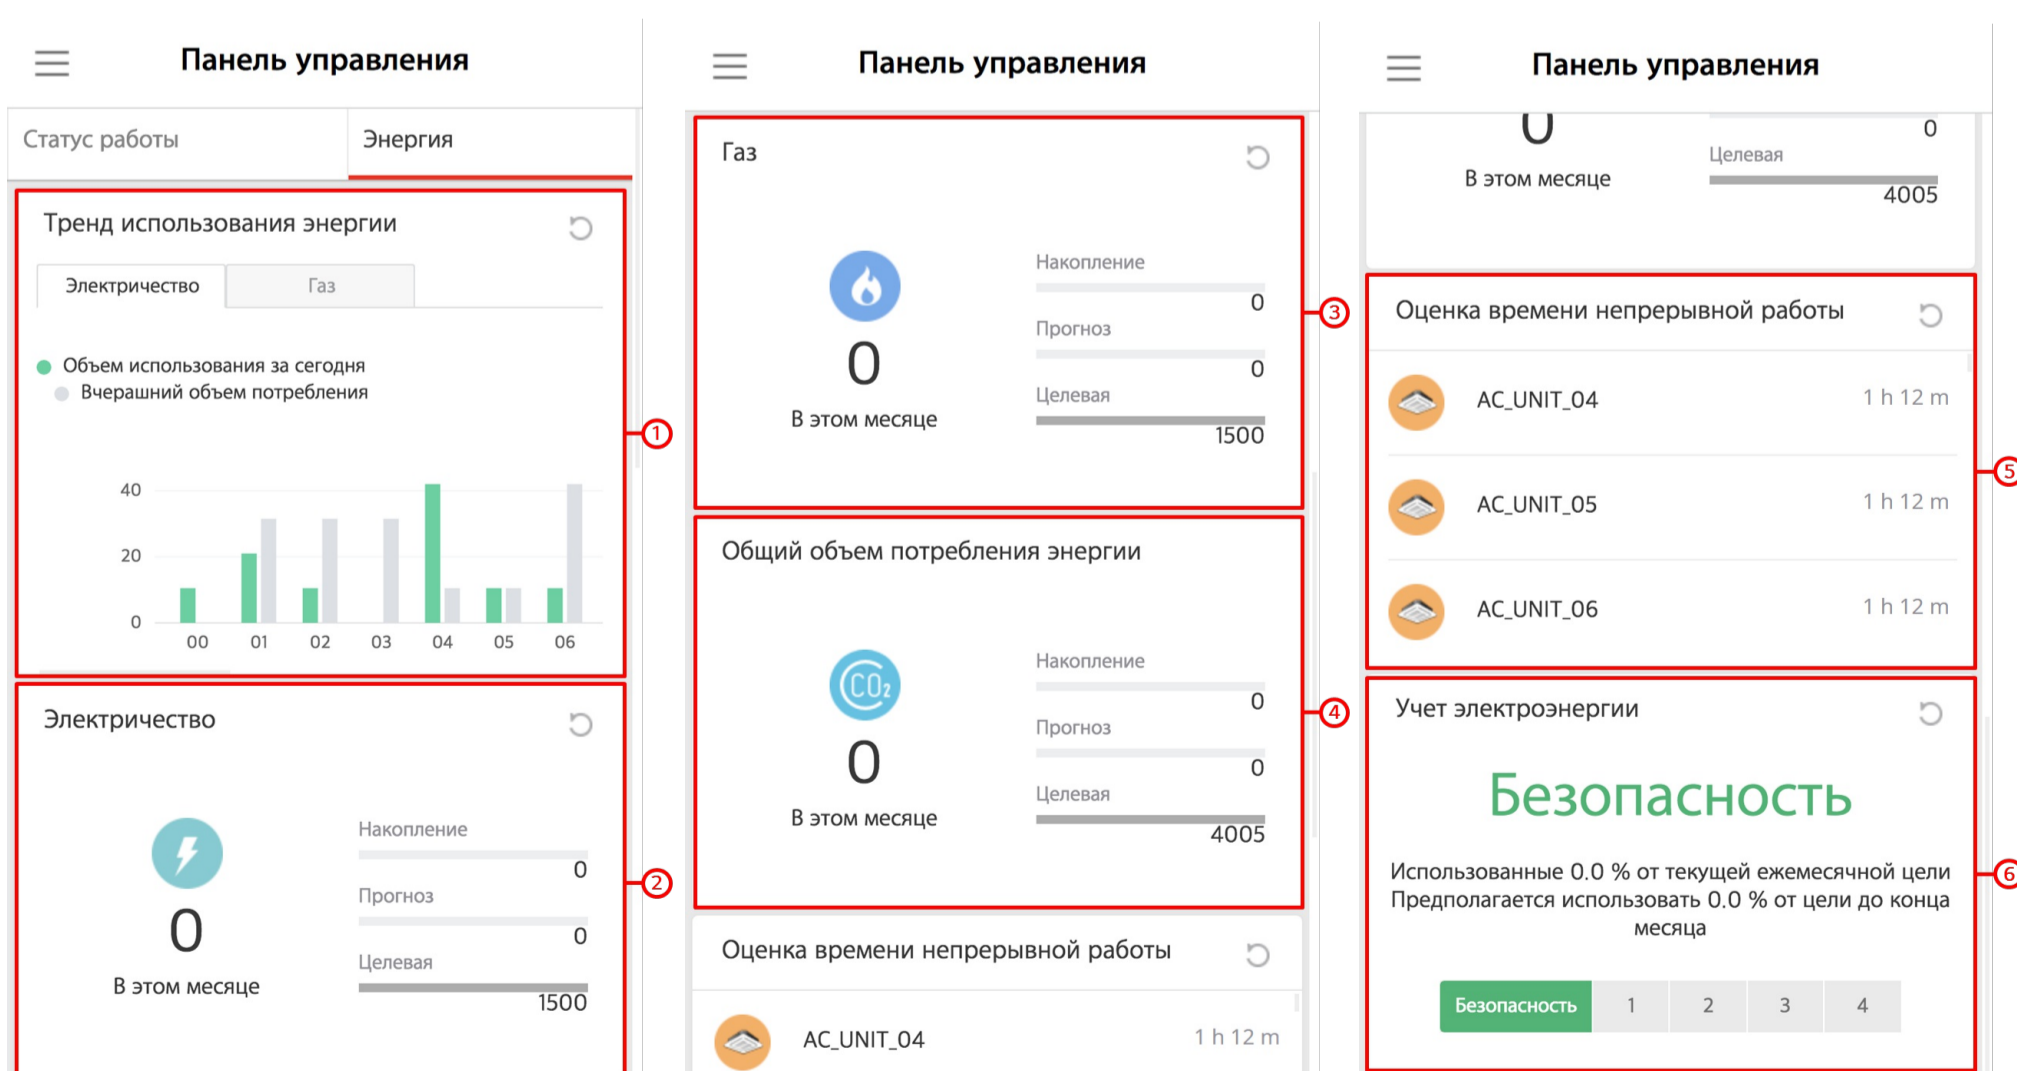 Панель управления
Статус работы
Энергия
Тренд использования энергии
Электричество
Газ
Объем использования за сегодня
Вчерашний объем потребления
40
20
0
00 01 02 03 04 05 06
1
Электричество
0
В этом месяце
Накопление
0
Прогноз
0
Целевая
1500
2
Панель управления
Газ
0
В этом месяце
Накопление
0
Прогноз
0
Целевая
1500
3
Общий объем потребления энергии
CO₂
0
В этом месяце
Накопление
0
Прогноз
0
Целевая
4005
4
Оценка времени непрерывной работы
AC_UNIT_04 1 h 12 m
Панель управления
0
В этом месяце
0
Целевая
4005
Оценка времени непрерывной работы
AC_UNIT_04 1 h 12 m
AC_UNIT_05 1 h 12 m
AC_UNIT_06 1 h 12 m
5
Учет электроэнергии
Безопасность
Использованные 0.0 % от текущей ежемесячной цели
Предполагается использовать 0.0 % от цели до конца
месяца
Безопасность 1 2 3 4
6